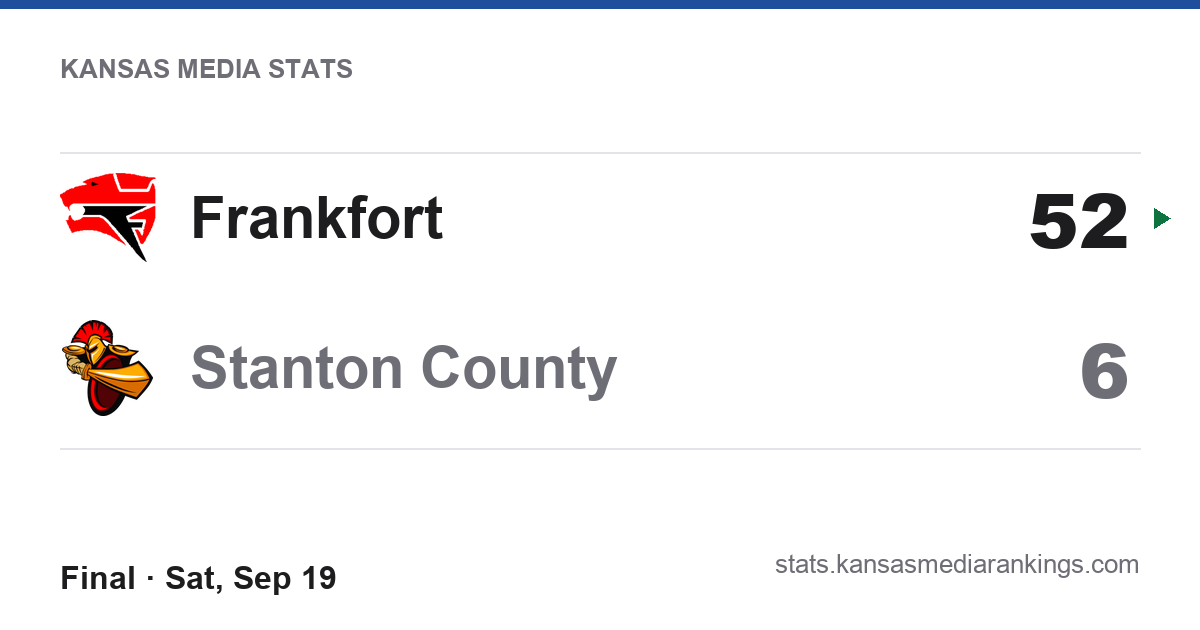 KANSAS MEDIA STATS
Frankfort 52
Stanton County 6
Final · Sat, Sep 19
stats.kansasmediarankings.com